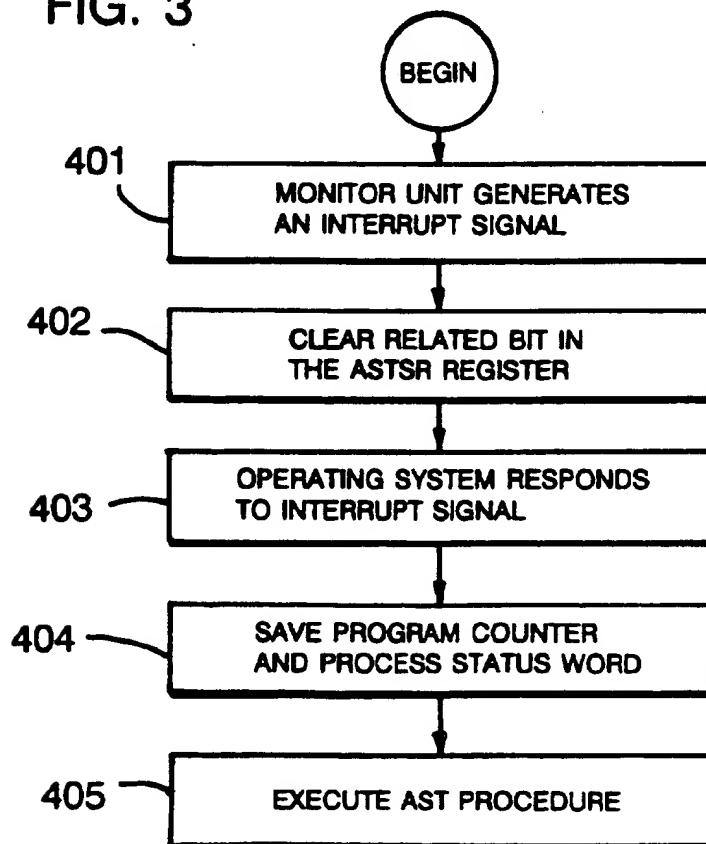 FIG. 3
BEGIN
401
MONITOR UNIT GENERATES
AN INTERRUPT SIGNAL
402
CLEAR RELATED BIT IN
THE ASTSR REGISTER
403
OPERATING SYSTEM RESPONDS
TO INTERRUPT SIGNAL
404
SAVE PROGRAM COUNTER
AND PROCESS STATUS WORD
405
EXECUTE AST PROCEDURE